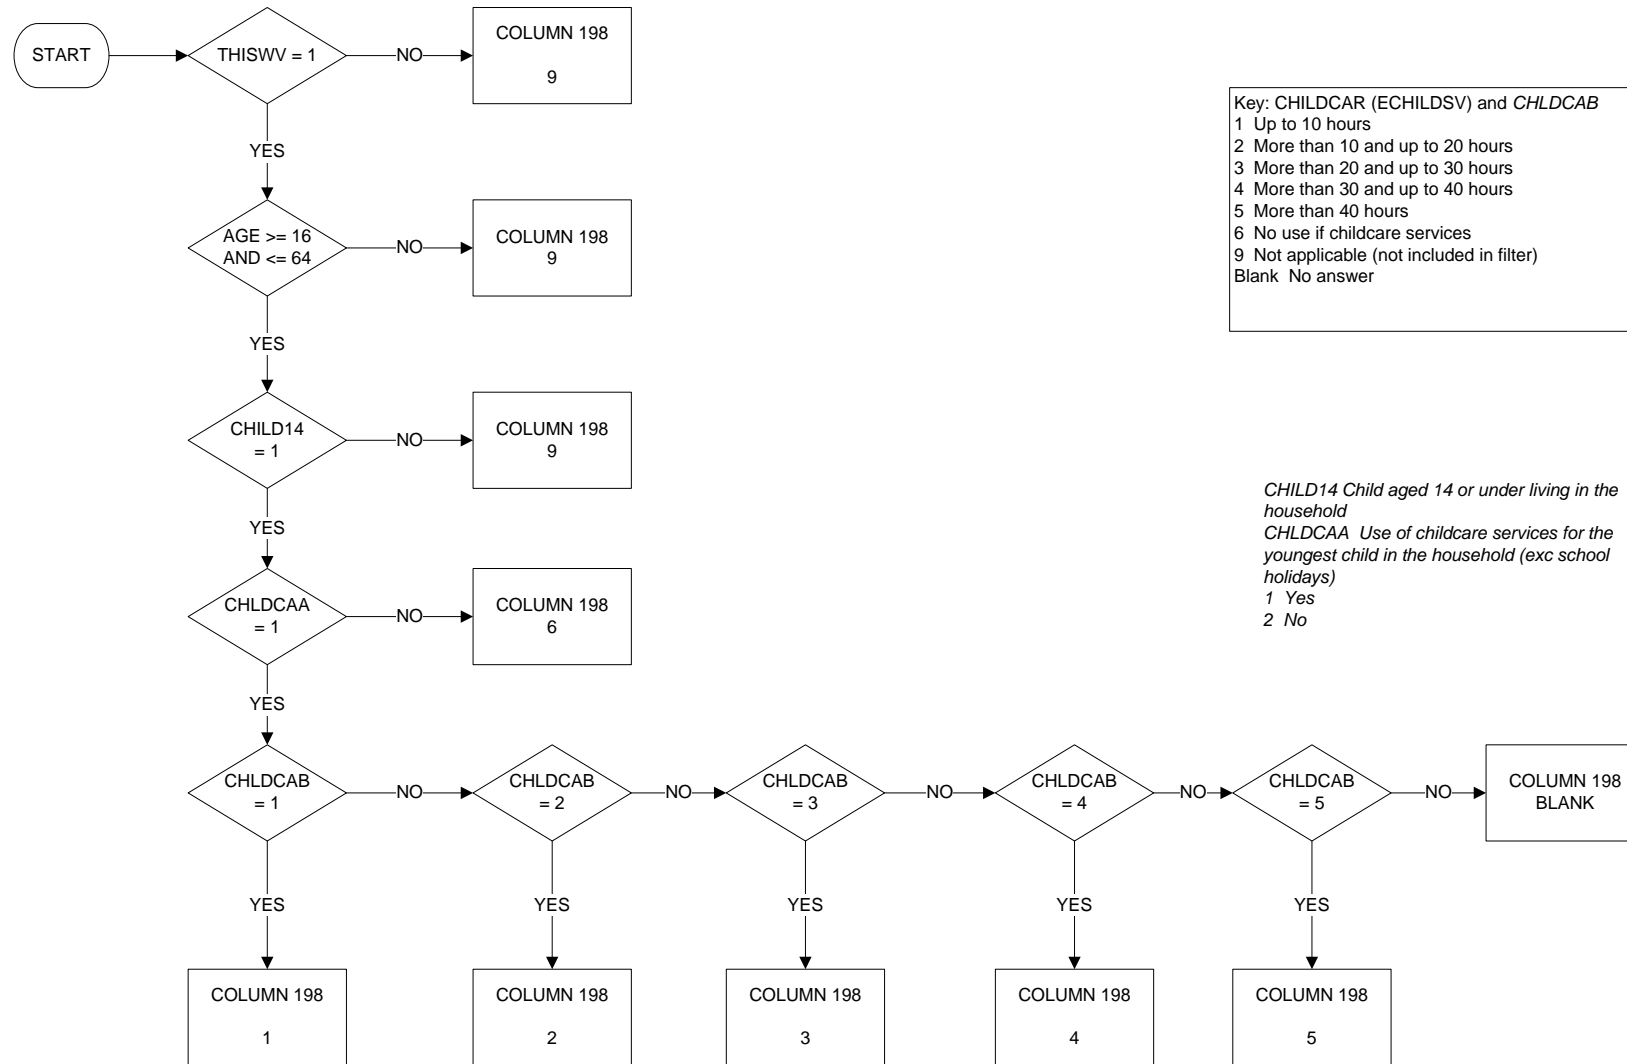 START
THISWV = 1
NO
COLUMN 198
9
YES
Key: CHILDCAR (ECHILDSV) and CHLDCAB
1 Up to 10 hours
2 More than 10 and up to 20 hours
3 More than 20 and up to 30 hours
4 More than 30 and up to 40 hours
5 More than 40 hours
6 No use if childcare services
9 Not applicable (not included in filter)
Blank No answer
AGE >= 16
AND <= 64
NO
COLUMN 198
9
YES
CHILD14
= 1
NO
COLUMN 198
9
YES
CHILD14 Child aged 14 or under living in the
household
CHLDCAA Use of childcare services for the
youngest child in the household (exc school
holidays)
1 Yes
2 No
CHLDCAA
= 1
NO
COLUMN 198
6
YES
CHLDCAB
= 1
NO
CHLDCAB
= 2
NO
CHLDCAB
= 3
NO
CHLDCAB
= 4
NO
CHLDCAB
= 5
NO
COLUMN 198
BLANK
YES
YES
YES
YES
YES
COLUMN 198
1
COLUMN 198
2
COLUMN 198
3
COLUMN 198
4
COLUMN 198
5